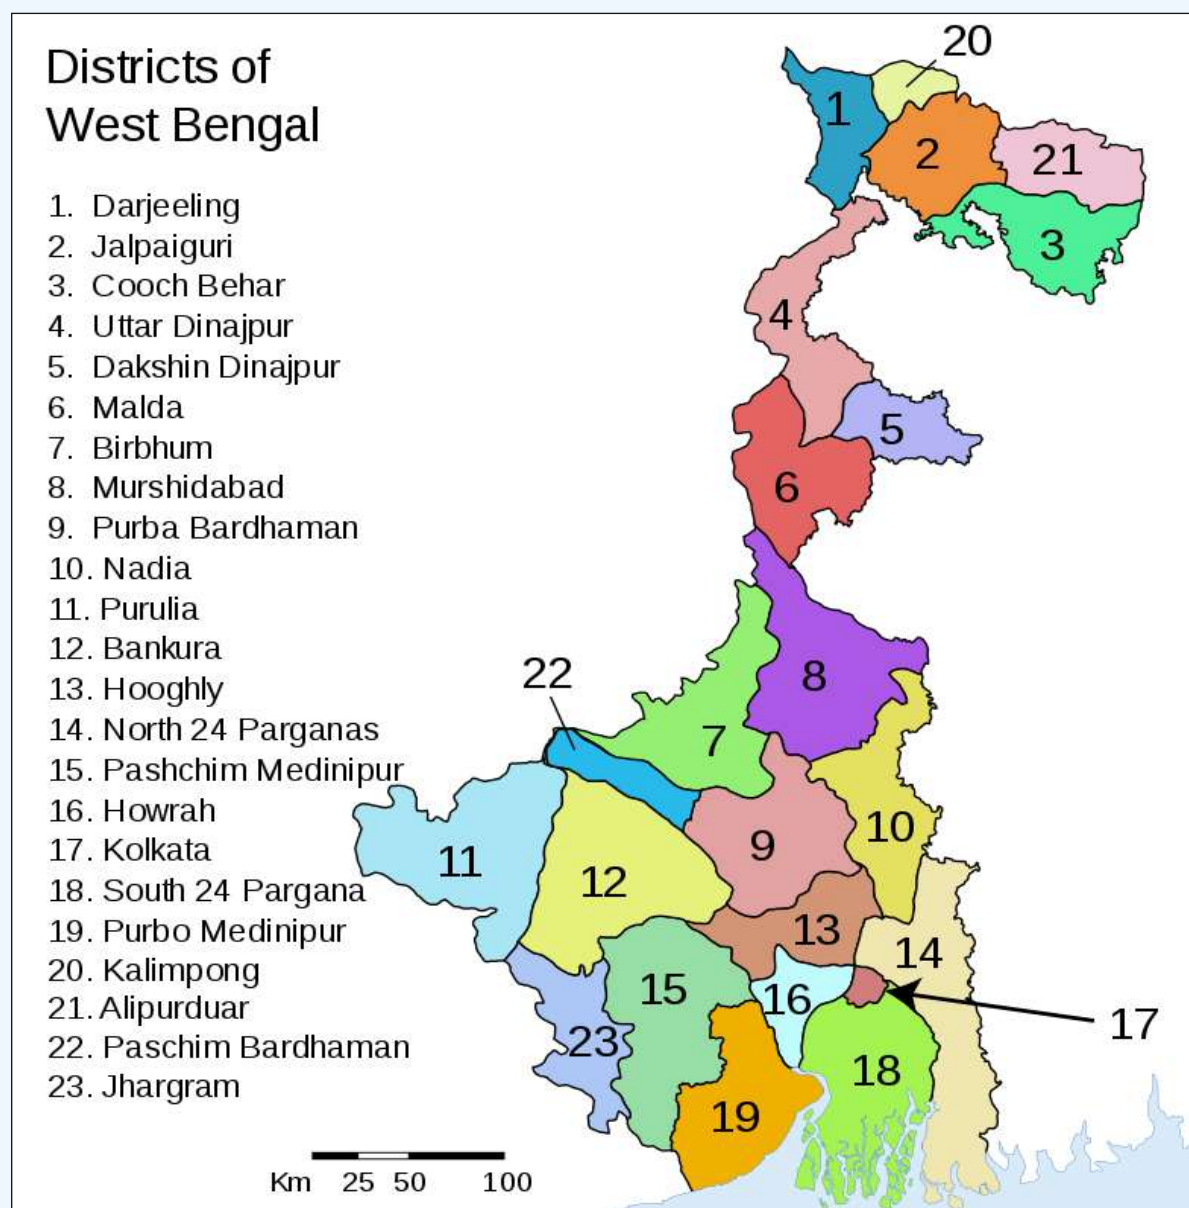 Districts of
West Bengal
1. Darjeeling
2. Jalpaiguri
3. Cooch Behar
4. Uttar Dinajpur
5. Dakshin Dinajpur
6. Malda
7. Birbhum
8. Murshidabad
9. Purba Bardhaman
10. Nadia
11. Purulia
12. Bankura
13. Hooghly
14. North 24 Parganas
15. Pashchim Medinipur
16. Howrah
17. Kolkata
18. South 24 Pargana
19. Purbo Medinipur
20. Kalimpong
21. Alipurduar
22. Paschim Bardhaman
23. Jhargram
20
1
2
21
3
4
5
6
8
22
7
10
9
11
12
13
14
15
16
17
23
18
19
Km 25 50 100